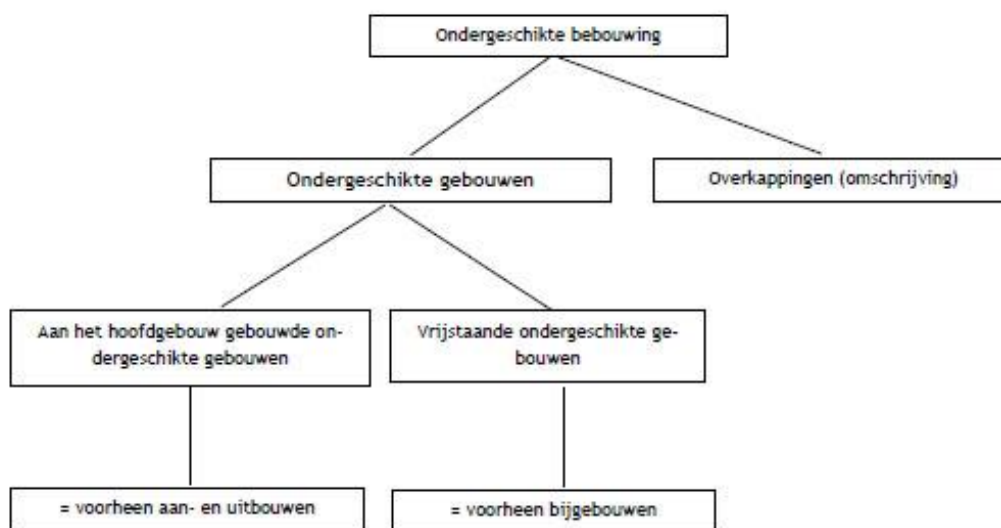 Ondergeschikte bebouwing
Ondergeschikte gebouwen
Overkappingen (omschrijving)
Aan het hoofdgebouw gebouwde on-
dergeschikte gebouwen
Vrijstaande ondergeschikte ge-
bouwen
= voorheen aan- en uitbouwen
= voorheen bijgebouwen